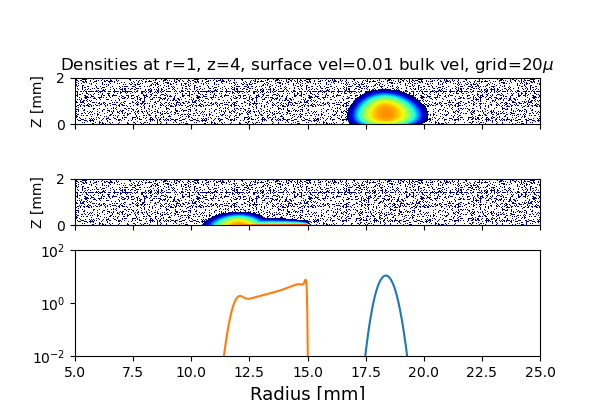 Densities at r=1, z=4, surface vel=0.01 bulk vel, grid=20μ
2
Z [mm]
0
2
Z [mm]
0
10²
10⁰
10⁻²
5.0 7.5 10.0 12.5 15.0 17.5 20.0 22.5 25.0
Radius [mm]